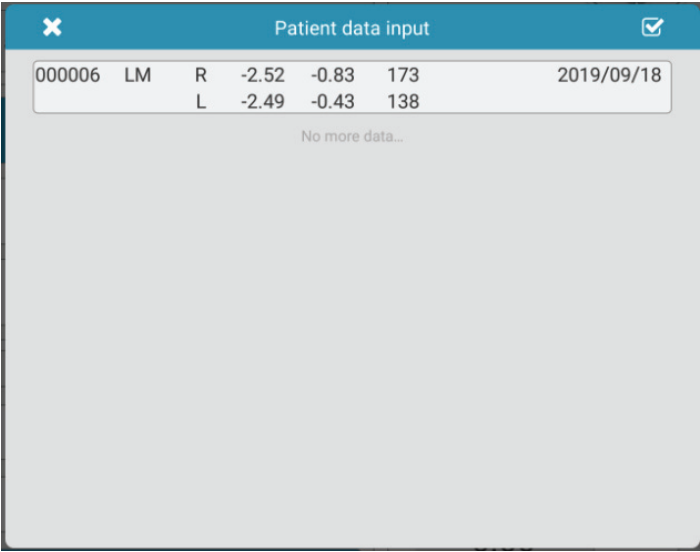 Patient data input
000006 LM R -2.52 -0.83 173 2019/09/18
L -2.49 -0.43 138
No more data...